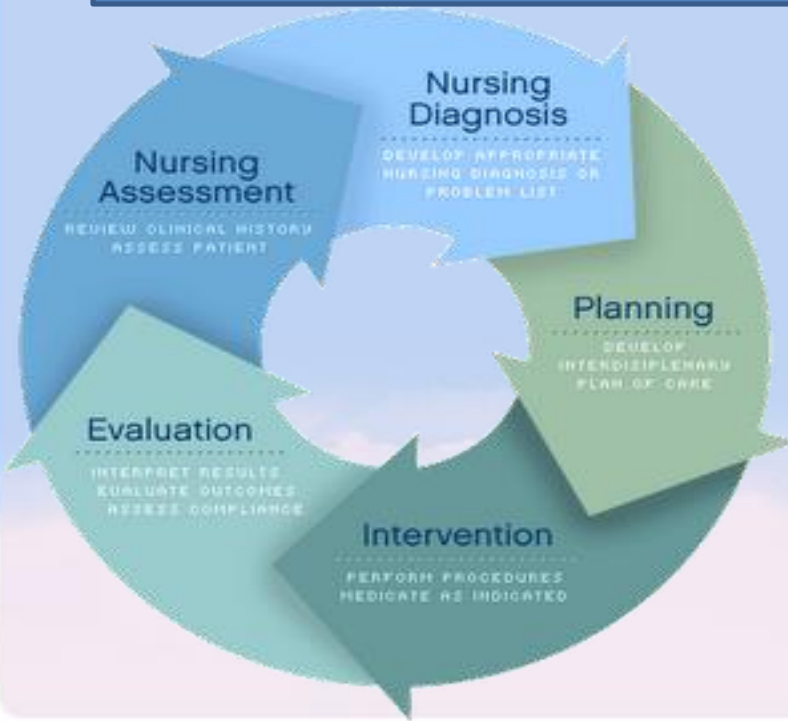 Nursing
Assessment
REVIEW CLINICAL HISTORY
ASSESS PATIENT
Nursing
Diagnosis
DEVELOP APPROPRIATE
NURSING DIAGNOSIS OR
PROBLEM LIST
Planning
DEVELOP
INTERDISIPLENARY
PLAN OF CARE
Intervention
PERFORM PROCEDURES
MEDICATE AS INDICATED
Evaluation
INTERPRET RESULTS
EVALUATE OUTCOMES
ASSESS COMPLIANCE